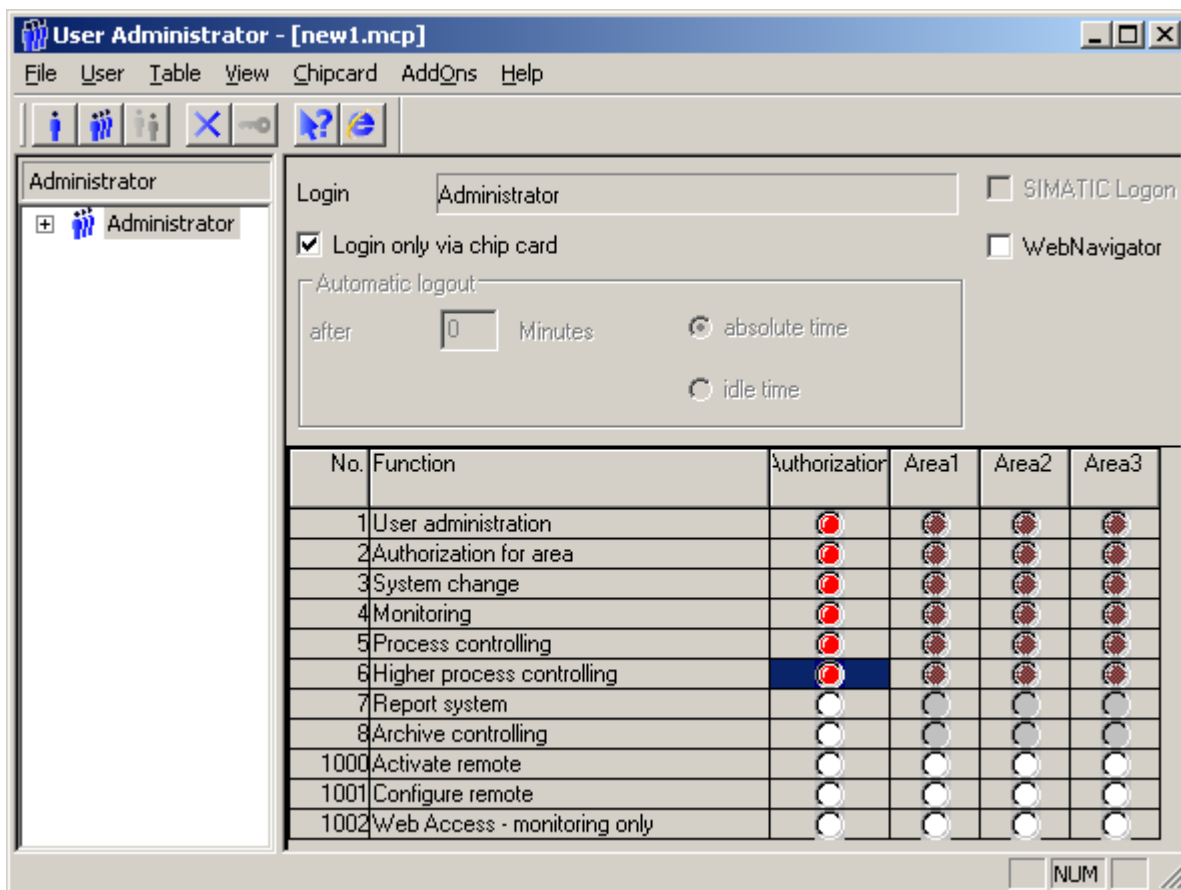 User Administrator - [new1.mcp]
File User Table View Chipcard AddOns Help
Administrator
Administrator
Login Administrator SIMATIC Logon
Login only via chip card WebNavigator
Automatic logout
after 0 Minutes absolute time
idle time
No. Function Authorization Area1 Area2 Area3
1 User administration
2 Authorization for area
3 System change
4 Monitoring
5 Process controlling
6 Higher process controlling
7 Report system
8 Archive controlling
1000 Activate remote
1001 Configure remote
1002 Web Access - monitoring only
NUM